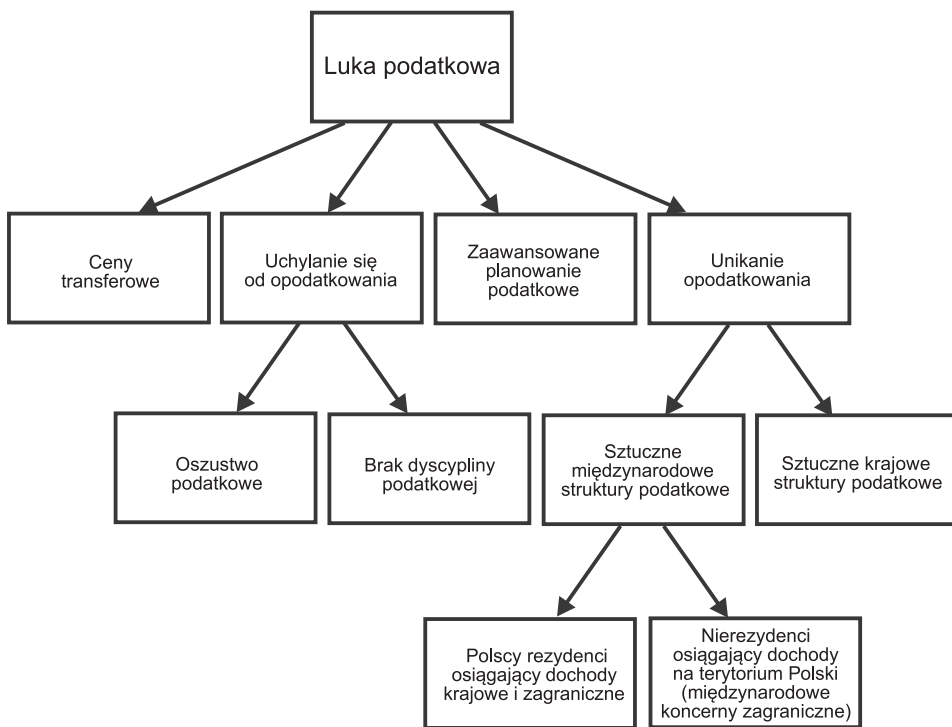 Luka podatkowa
Ceny
transferowe
Uchylanie się
od opodatkowania
Zaawansowane
planowanie
podatkowe
Unikanie
opodatkowania
Oszustwo
podatkowe
Brak dyscypliny
podatkowej
Sztuczne
międzynarodowe
struktury podatkowe
Sztuczne krajowe
struktury podatkowe
Polscy rezydenci
osiągający dochody
krajowe i zagraniczne
Nierezydenci
osiągający dochody
na terytorium Polski
(międzynarodowe
koncerny zagraniczne)